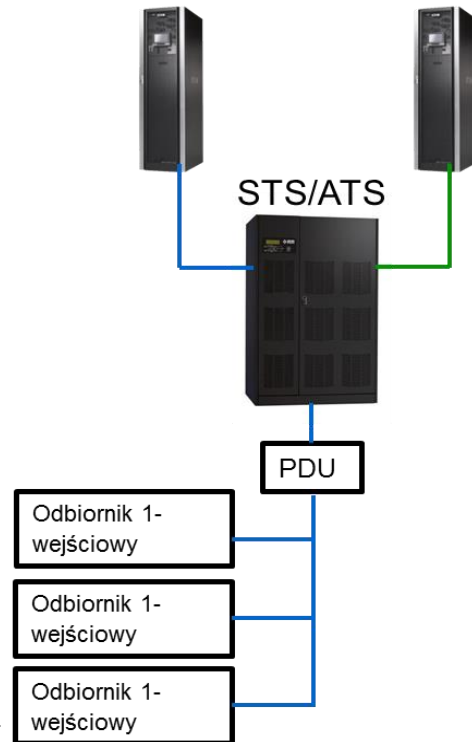 STS/ATS
PDU
Odbiornik 1-
wejściowy
Odbiornik 1-
wejściowy
Odbiornik 1-
wejściowy